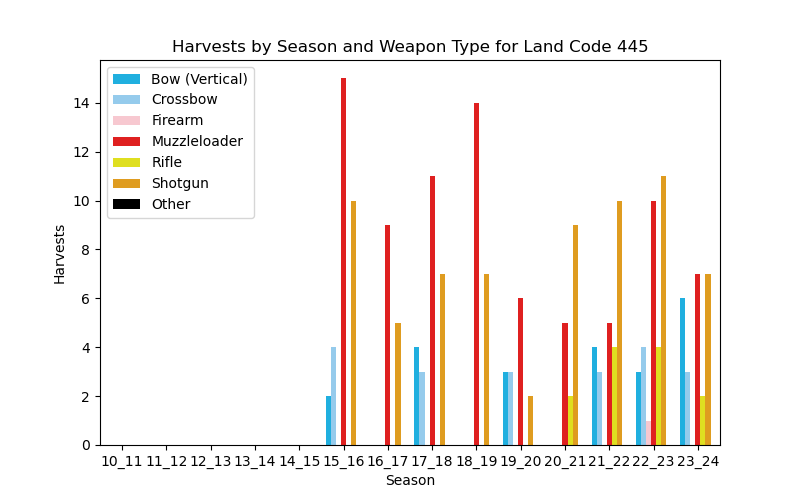 Harvests by Season and Weapon Type for Land Code 445
Bow (Vertical)
Crossbow
Firearm
Muzzleloader
Rifle
Shotgun
Other
14
12
10
8
6
4
2
0
Harvests
10_11 11_12 12_13 13_14 14_15 15_16 16_17 17_18 18_19 19_20 20_21 21_22 22_23 23_24
Season